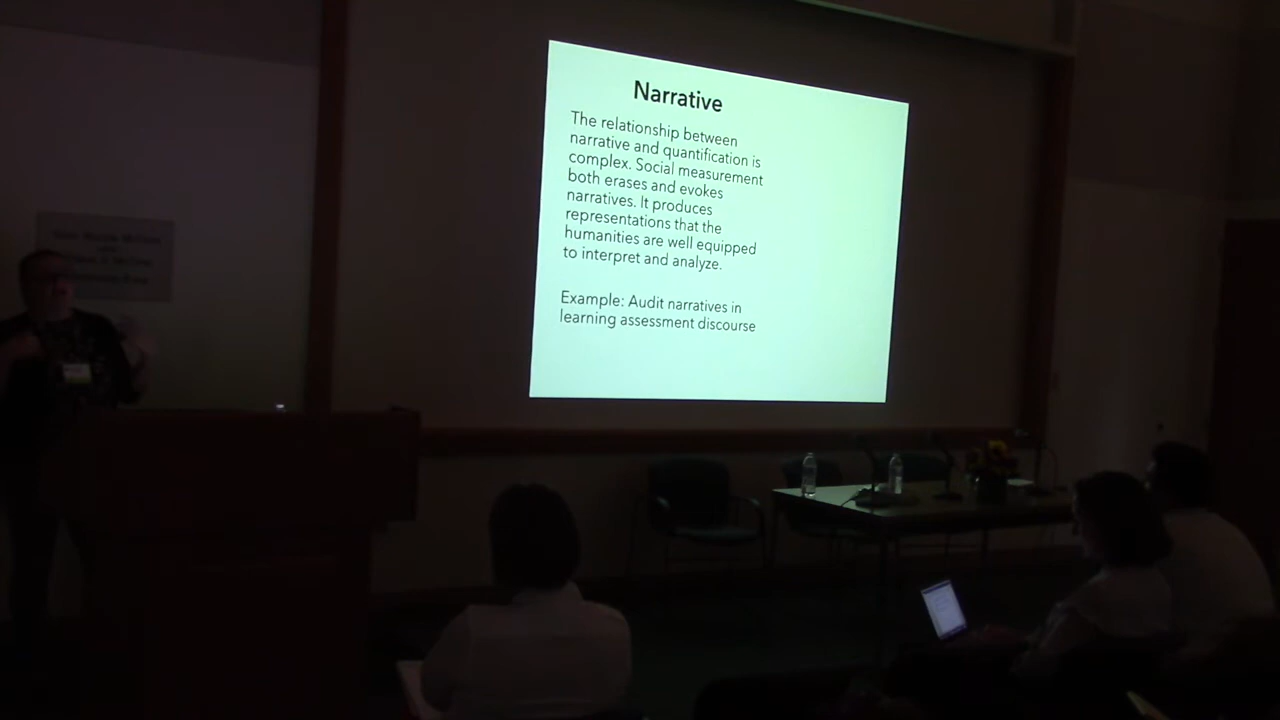 Narrative
The relationship between
narrative and quantification is
complex. Social measurement
both erases and evokes
narratives. It produces
representations that the
humanities are well equipped
to interpret and analyze.
Example: Audit narratives in
learning assessment discourse